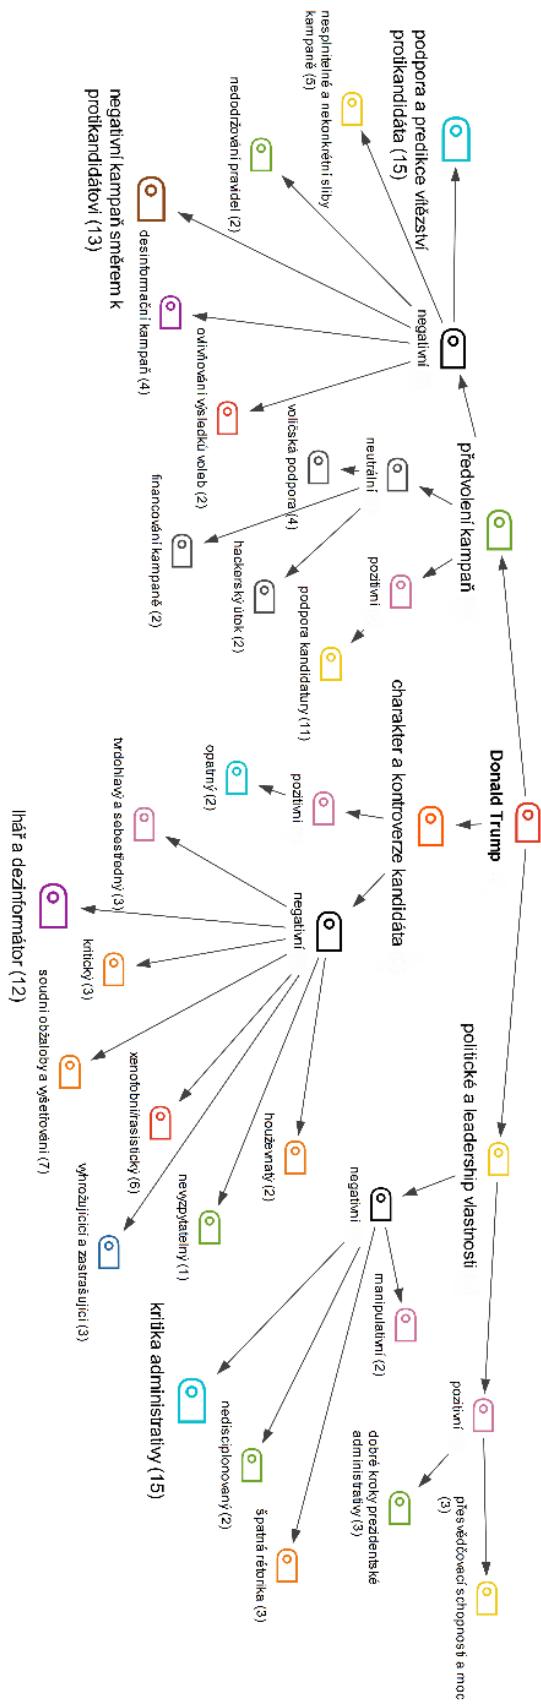 Donald Trump
předvolení kampaň
negativní
podpora a predikce vítězství
protikandidáta (15)
nesplnitelné a nekonkrétní sliby
kampaně (5)
nedodržování pravidel (2)
negativní kampaň směrem k
protikandidátovi (13)
desinformační kampaň (4)
ovlivňování výsledků voleb (2)
neutrální
voličská podpora (4)
financování kampaně (2)
hackerský útok (2)
pozitivní
podpora kandidatury (11)
charakter a kontroverze kandidáta
pozitivní
opatrný (2)
negativní
tvrdohlavý a sebestředný (3)
lhář a dezinformátor (12)
kritický (3)
soudní obžaloby a vyšetřování (7)
xenofobní/rasistický (6)
vyhrožující a zastrašující (3)
nevyzpytatelný (1)
houževnatý (2)
politické a leadership vlastnosti
negativní
manipulativní (2)
kritika administrativy (15)
nedisciplonovaný (2)
špatná rétorika (3)
pozitivní
dobré kroky prezidentské
administrativy (3)
přesvědčovací schopnosti a moc
(3)